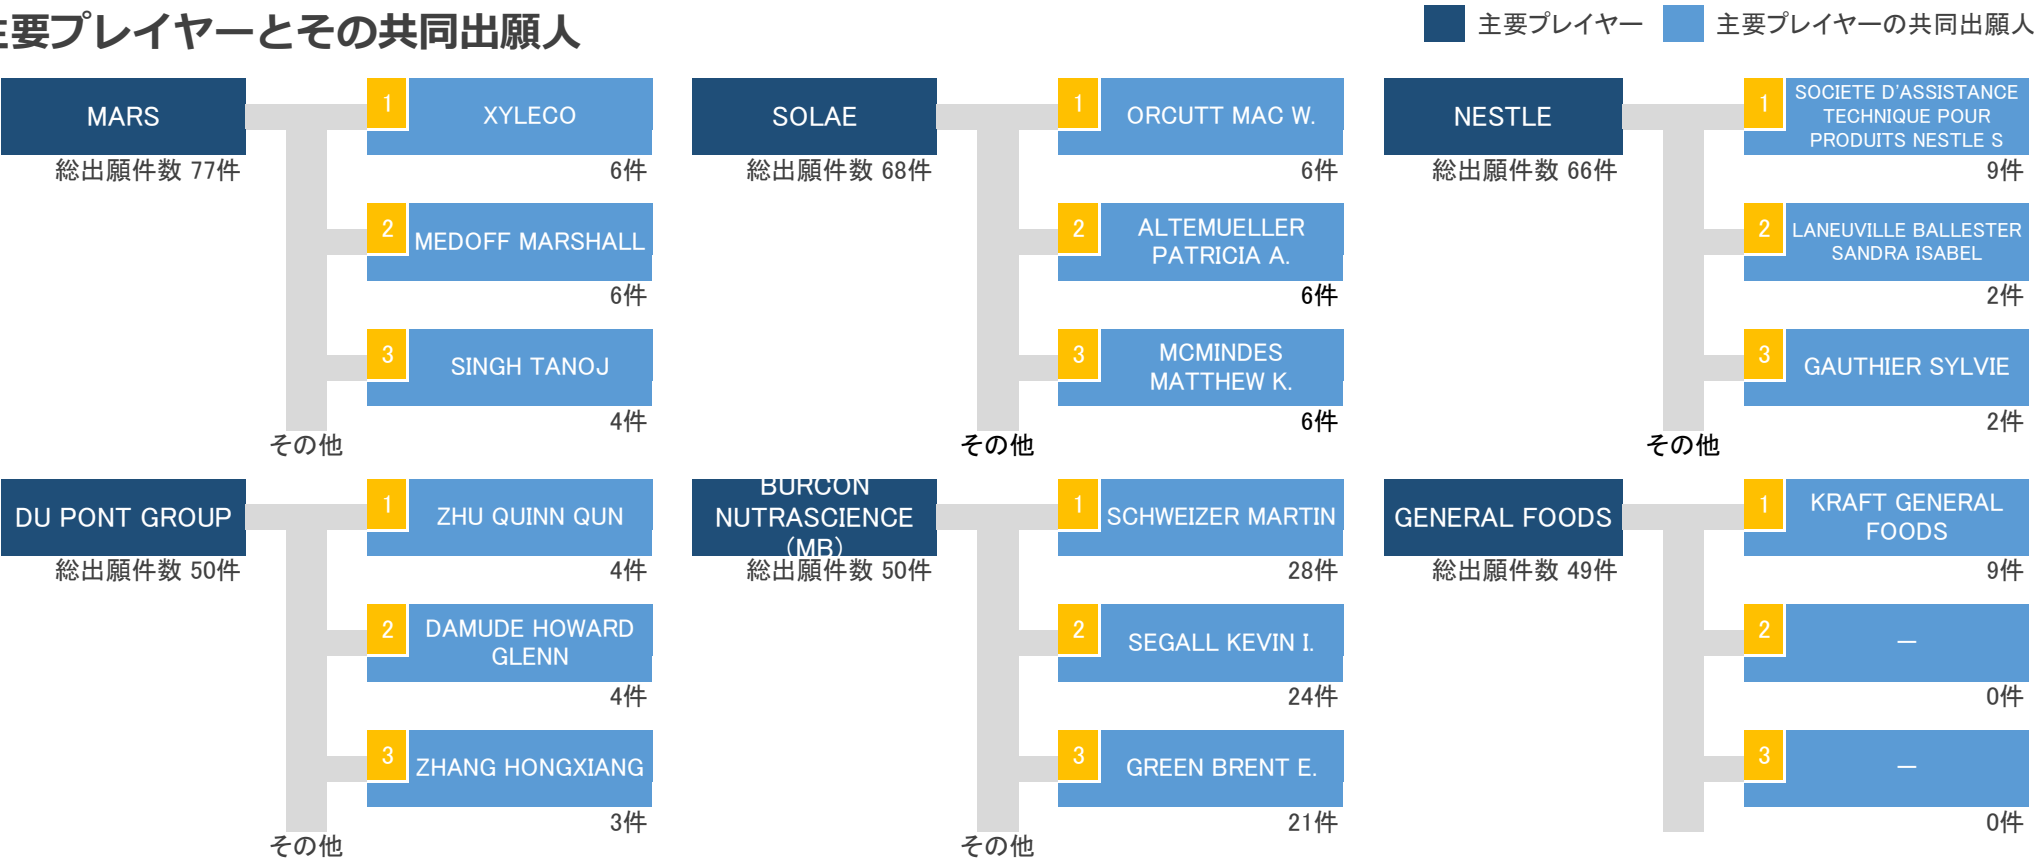 主要プレイヤーとその共同出願人
主要プレイヤー
主要プレイヤーの共同出願人
MARS
総出願件数 77件
1
XYLECO
6件
2
MEDOFF MARSHALL
6件
3
SINGH TANOJ
4件
その他
SOLAE
総出願件数 68件
1
ORCUTT MAC W.
6件
2
ALTEMUELLER
PATRICIA A.
6件
3
MCMINDES
MATTHEW K.
6件
その他
NESTLE
総出願件数 66件
1
SOCIETE D'ASSISTANCE
TECHNIQUE POUR
PRODUITS NESTLE S
9件
2
LANEUVILLE BALLESTER
SANDRA ISABEL
2件
3
GAUTHIER SYLVIE
2件
その他
DU PONT GROUP
総出願件数 50件
1
ZHU QUINN QUN
4件
2
DAMUDE HOWARD
GLENN
4件
3
ZHANG HONGXIANG
3件
その他
BURCON
NUTRASCIENCE
(MB)
総出願件数 50件
1
SCHWEIZER MARTIN
28件
2
SEGALL KEVIN I.
24件
3
GREEN BRENT E.
21件
その他
GENERAL FOODS
総出願件数 49件
1
KRAFT GENERAL
FOODS
9件
2
―
0件
3
―
0件